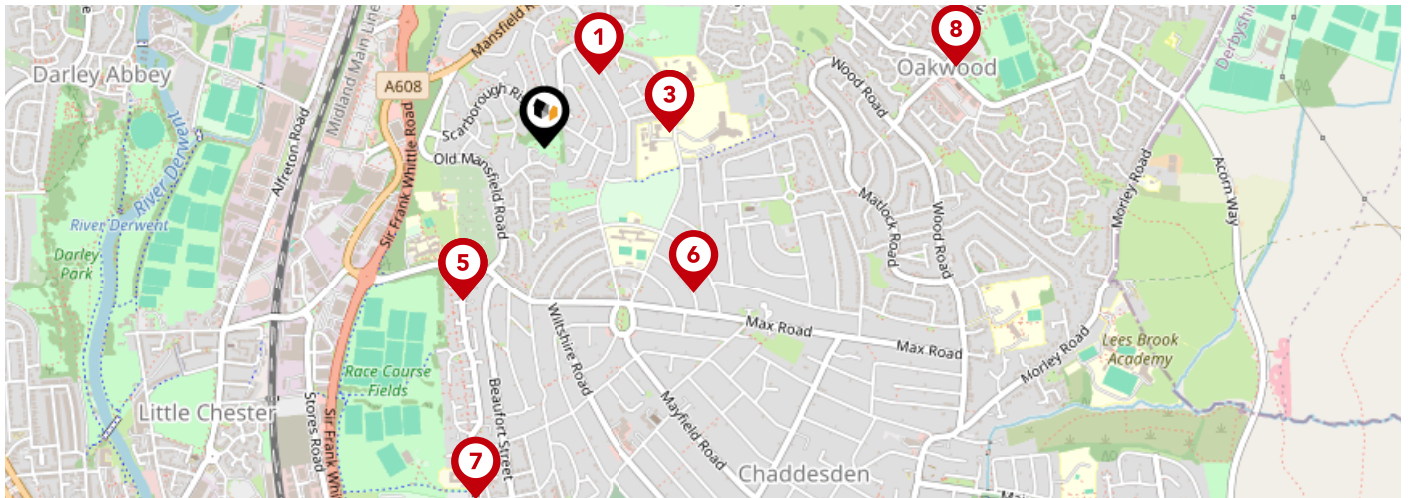 Mansfield R
1
8
Darley Abbey
A608
Midland Main Line
3
Oakwood
Derbyshir
Wood Road
Scarborough Ri
Alfreton Road
River Derwent
Old Mansfield Road
Sir Frank Whittle Road
River Derwent
Darley
Park
Matlock Road
Wood Road
Morley Road
Acorn Way
5
6
Wiltshire Road
Max Road
Max Road
Morley Road
Lees Brook
Academy
Race Course
Fields
Beaufort Street
Mayfield Road
Little Chester
Stores Road
Sir Frank Whi
7
Chaddesden